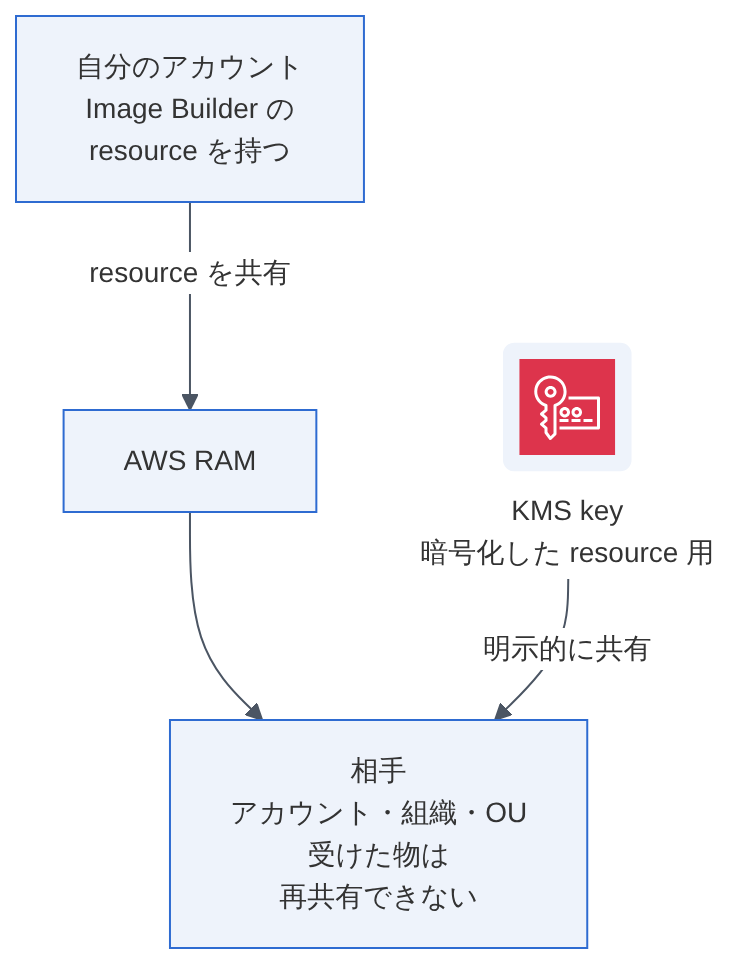 自分のアカウント
Image Builder の
resource を持つ
resource を共有
AWS RAM
KMS key
暗号化した resource 用
明示的に共有
相手
アカウント・組織・OU
受けた物は
再共有できない